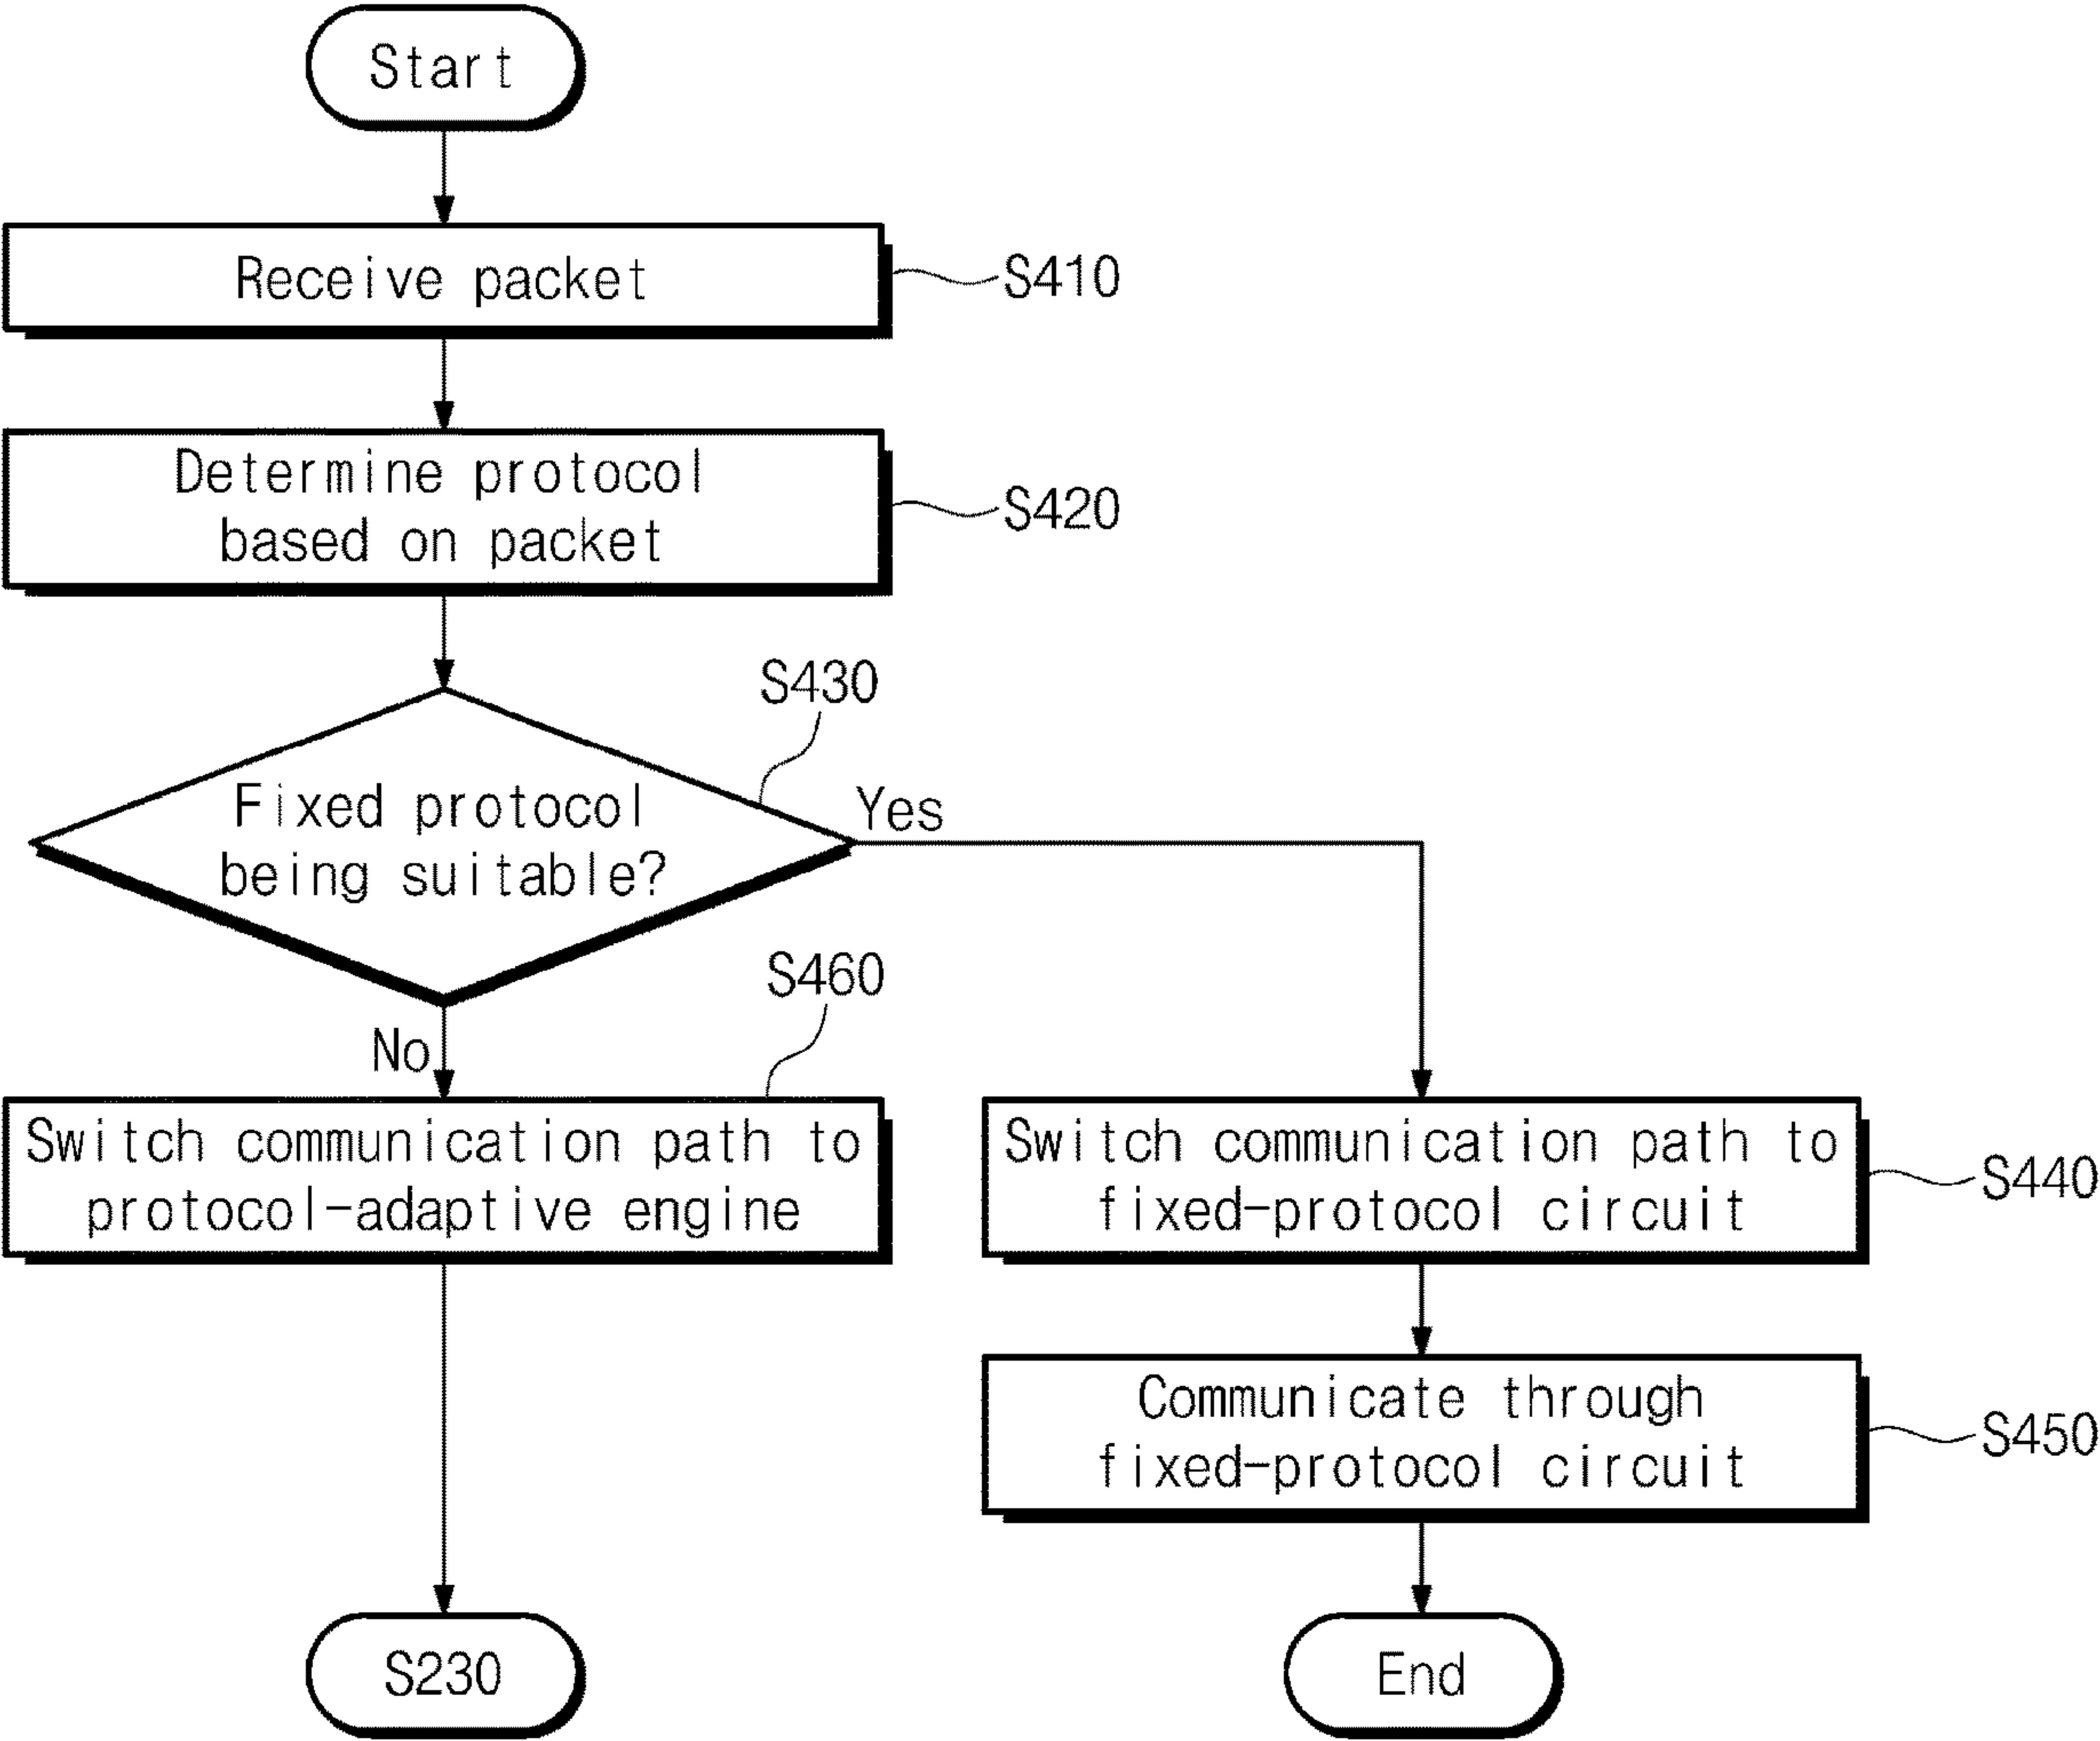 Start
Receive packet
S410
Determine protocol
based on packet
S420
S430
Fixed protocol
being suitable?
Yes
No
S460
Switch communication path to
protocol-adaptive engine
Switch communication path to
fixed-protocol circuit
S440
Communicate through
fixed-protocol circuit
S450
S230
End